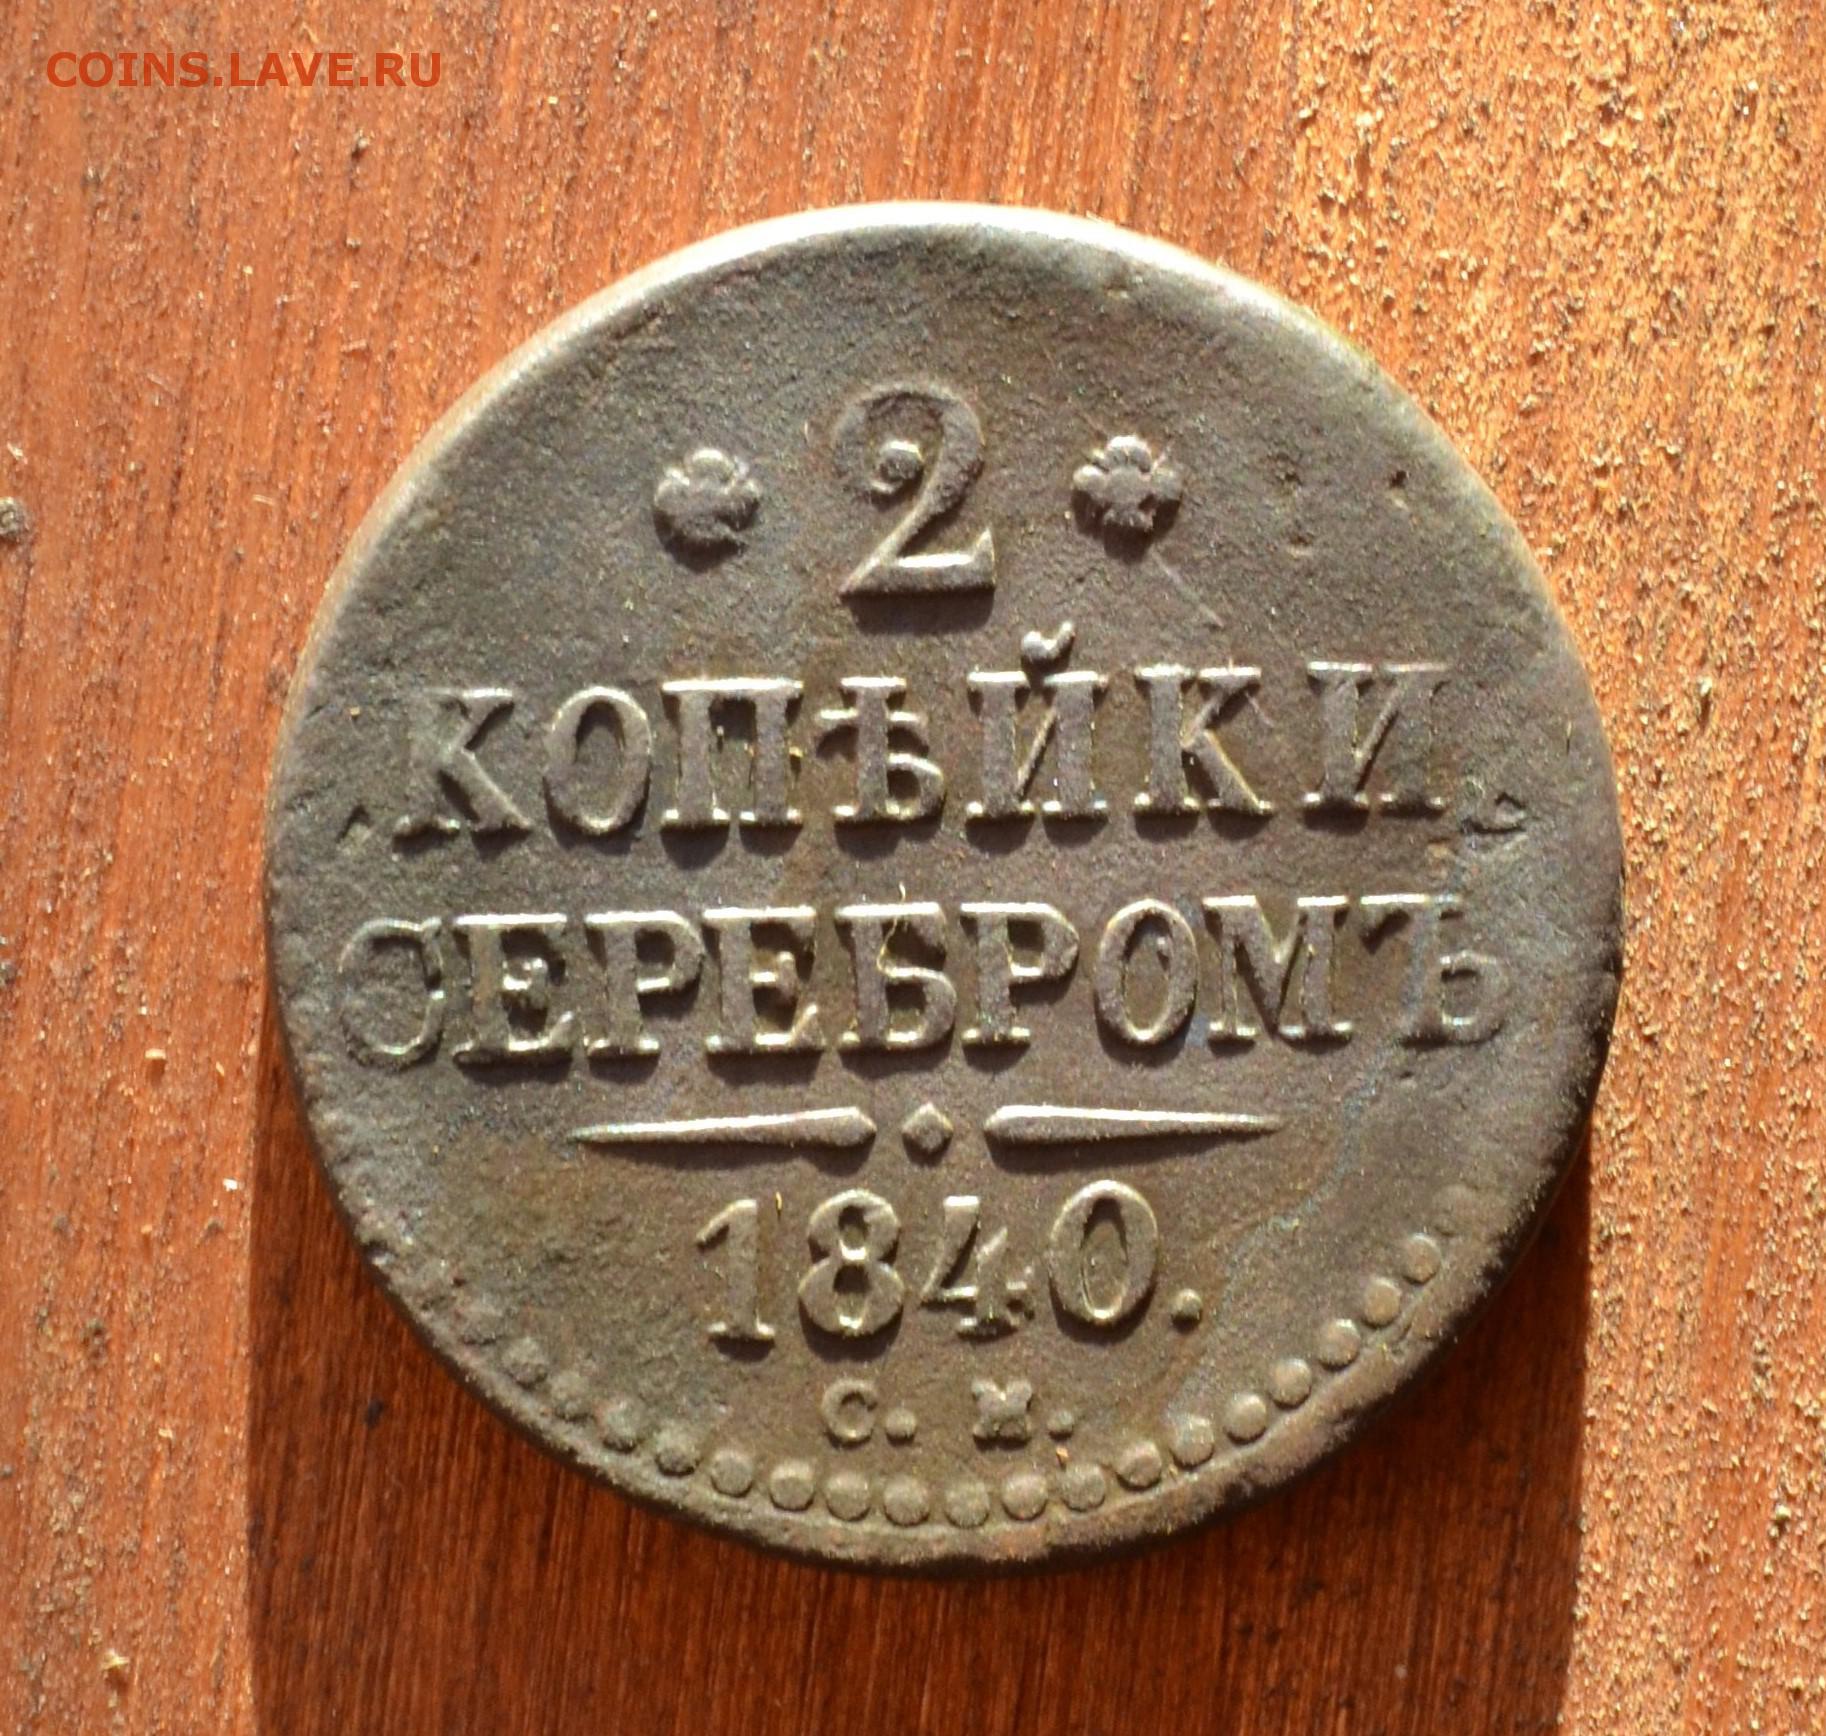 COINS.LAVE.RU
2
КОПѢЙКИ
СЕРЕБРОМЪ
1840.
С. М.